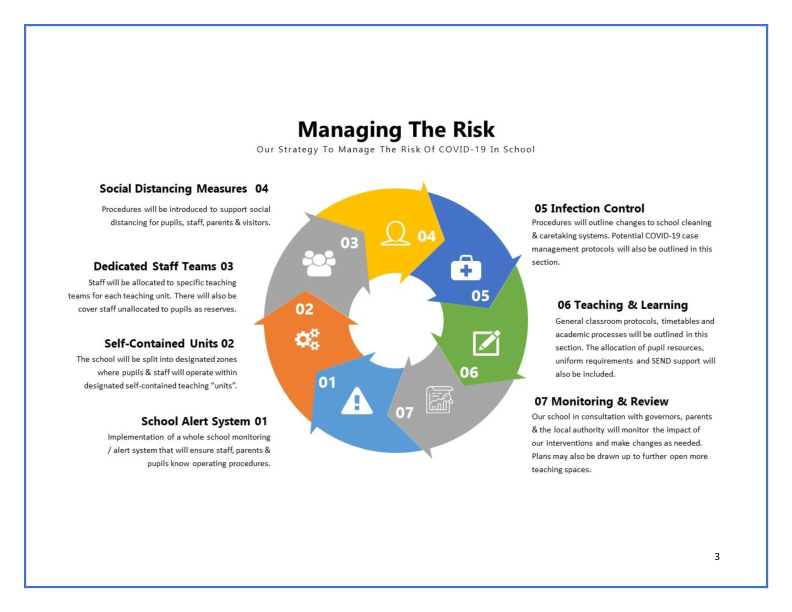 Managing The Risk
Our Strategy To Manage The Risk Of COVID-19 In School
Social Distancing Measures 04
Procedures will be introduced to support social
distancing for pupils, staff, parents & visitors.
Dedicated Staff Teams 03
Staff will be allocated to specific teaching
teams for each teaching unit. There will also be
cover staff unallocated to pupils as reserves.
Self-Contained Units 02
The school will be split into designated zones
where pupils & staff will operate within
designated self-contained teaching “units”.
School Alert System 01
Implementation of a whole school monitoring
/ alert system that will ensure staff, parents &
pupils know operating procedures.
01
02
03
04
05
06
07
05 Infection Control
Procedures will outline changes to school cleaning
& caretaking systems. Potential COVID-19 case
management protocols will also be outlined in this
section.
06 Teaching & Learning
General classroom protocols, timetables and
academic processes will be outlined in this
section. The allocation of pupil resources,
uniform requirements and SEND support will
also be included.
07 Monitoring & Review
Our school in consultation with governors, parents
& the local authority will monitor the impact of
our interventions and make changes as needed.
Plans may also be drawn up to further open more
teaching spaces.
3